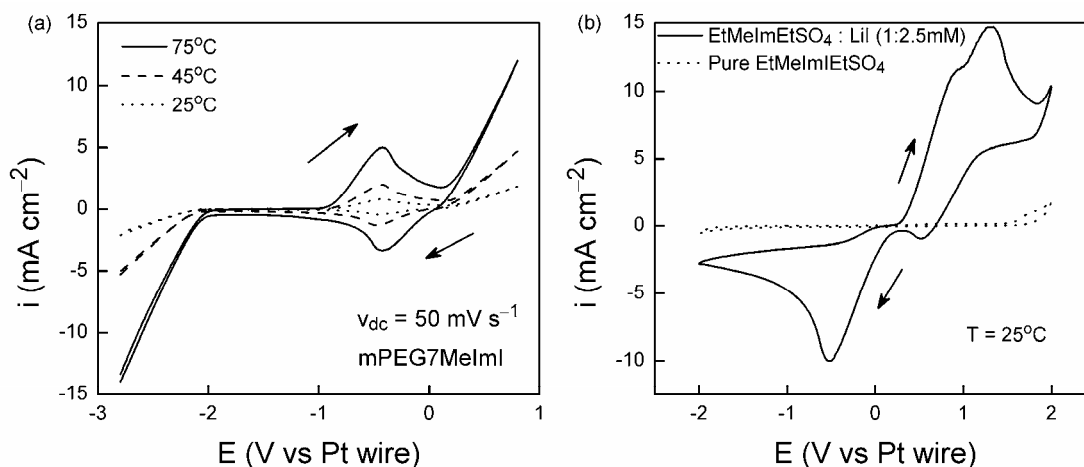 (a)
15
10
5
0
-5
-10
-15
i (mA cm⁻²)
75°C
45°C
25°C
v_dc = 50 mV s⁻¹
mPEG7MeImI
-3 -2 -1 0 1
E (V vs Pt wire)
(b)
15
10
5
0
-5
-10
i (mA cm⁻²)
EtMeImEtSO₄ : LiI (1:2.5mM)
Pure EtMeImIEtSO₄
T = 25°C
-2 -1 0 1 2
E (V vs Pt wire)